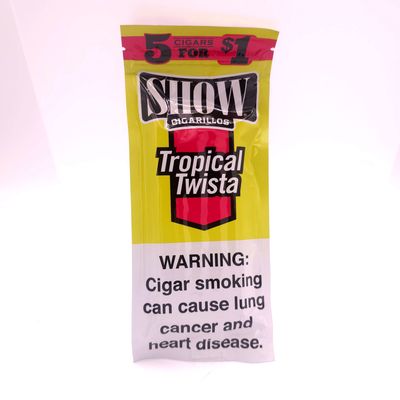 5 CIGARS FOR $1
SHOW
CIGARILLOS
Tropical
Twista
WARNING:
Cigar smoking
can cause lung
cancer and
heart disease.